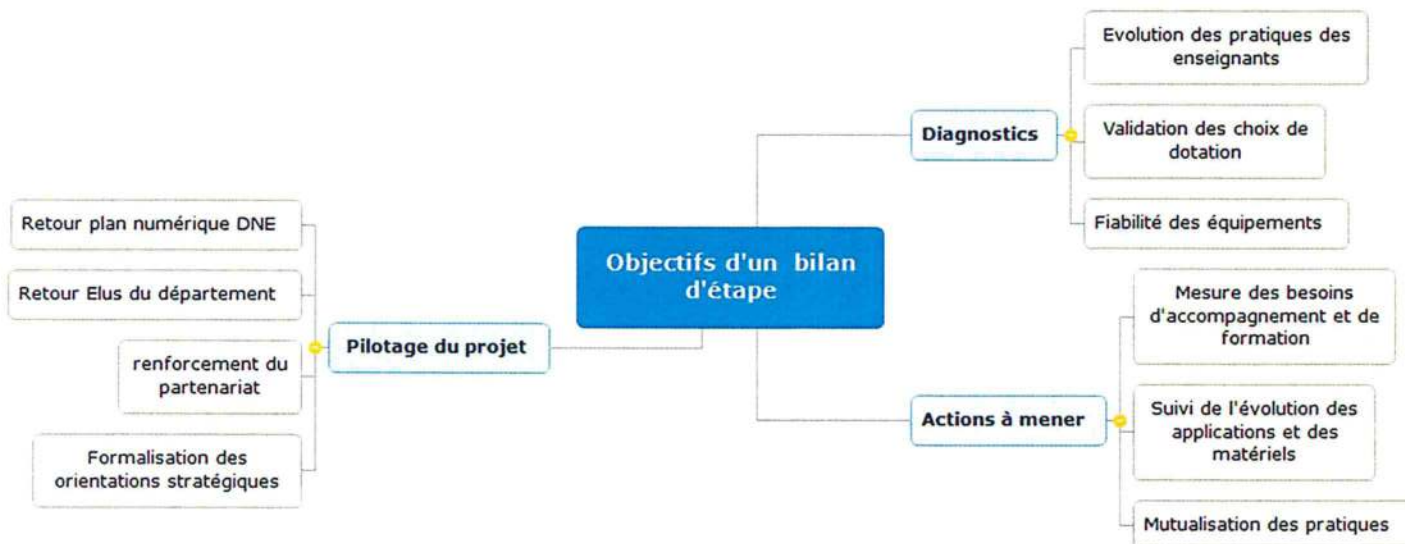 Objectifs d'un bilan
d'étape
Diagnostics
Evolution des pratiques des
enseignants
Validation des choix de
dotation
Fiabilité des équipements
Actions à mener
Mesure des besoins
d'accompagnement et de
formation
Suivi de l'évolution des
applications et des
matériels
Mutualisation des pratiques
Pilotage du projet
Retour plan numérique DNE
Retour Elus du département
renforcement du
partenariat
Formalisation des
orientations stratégiques